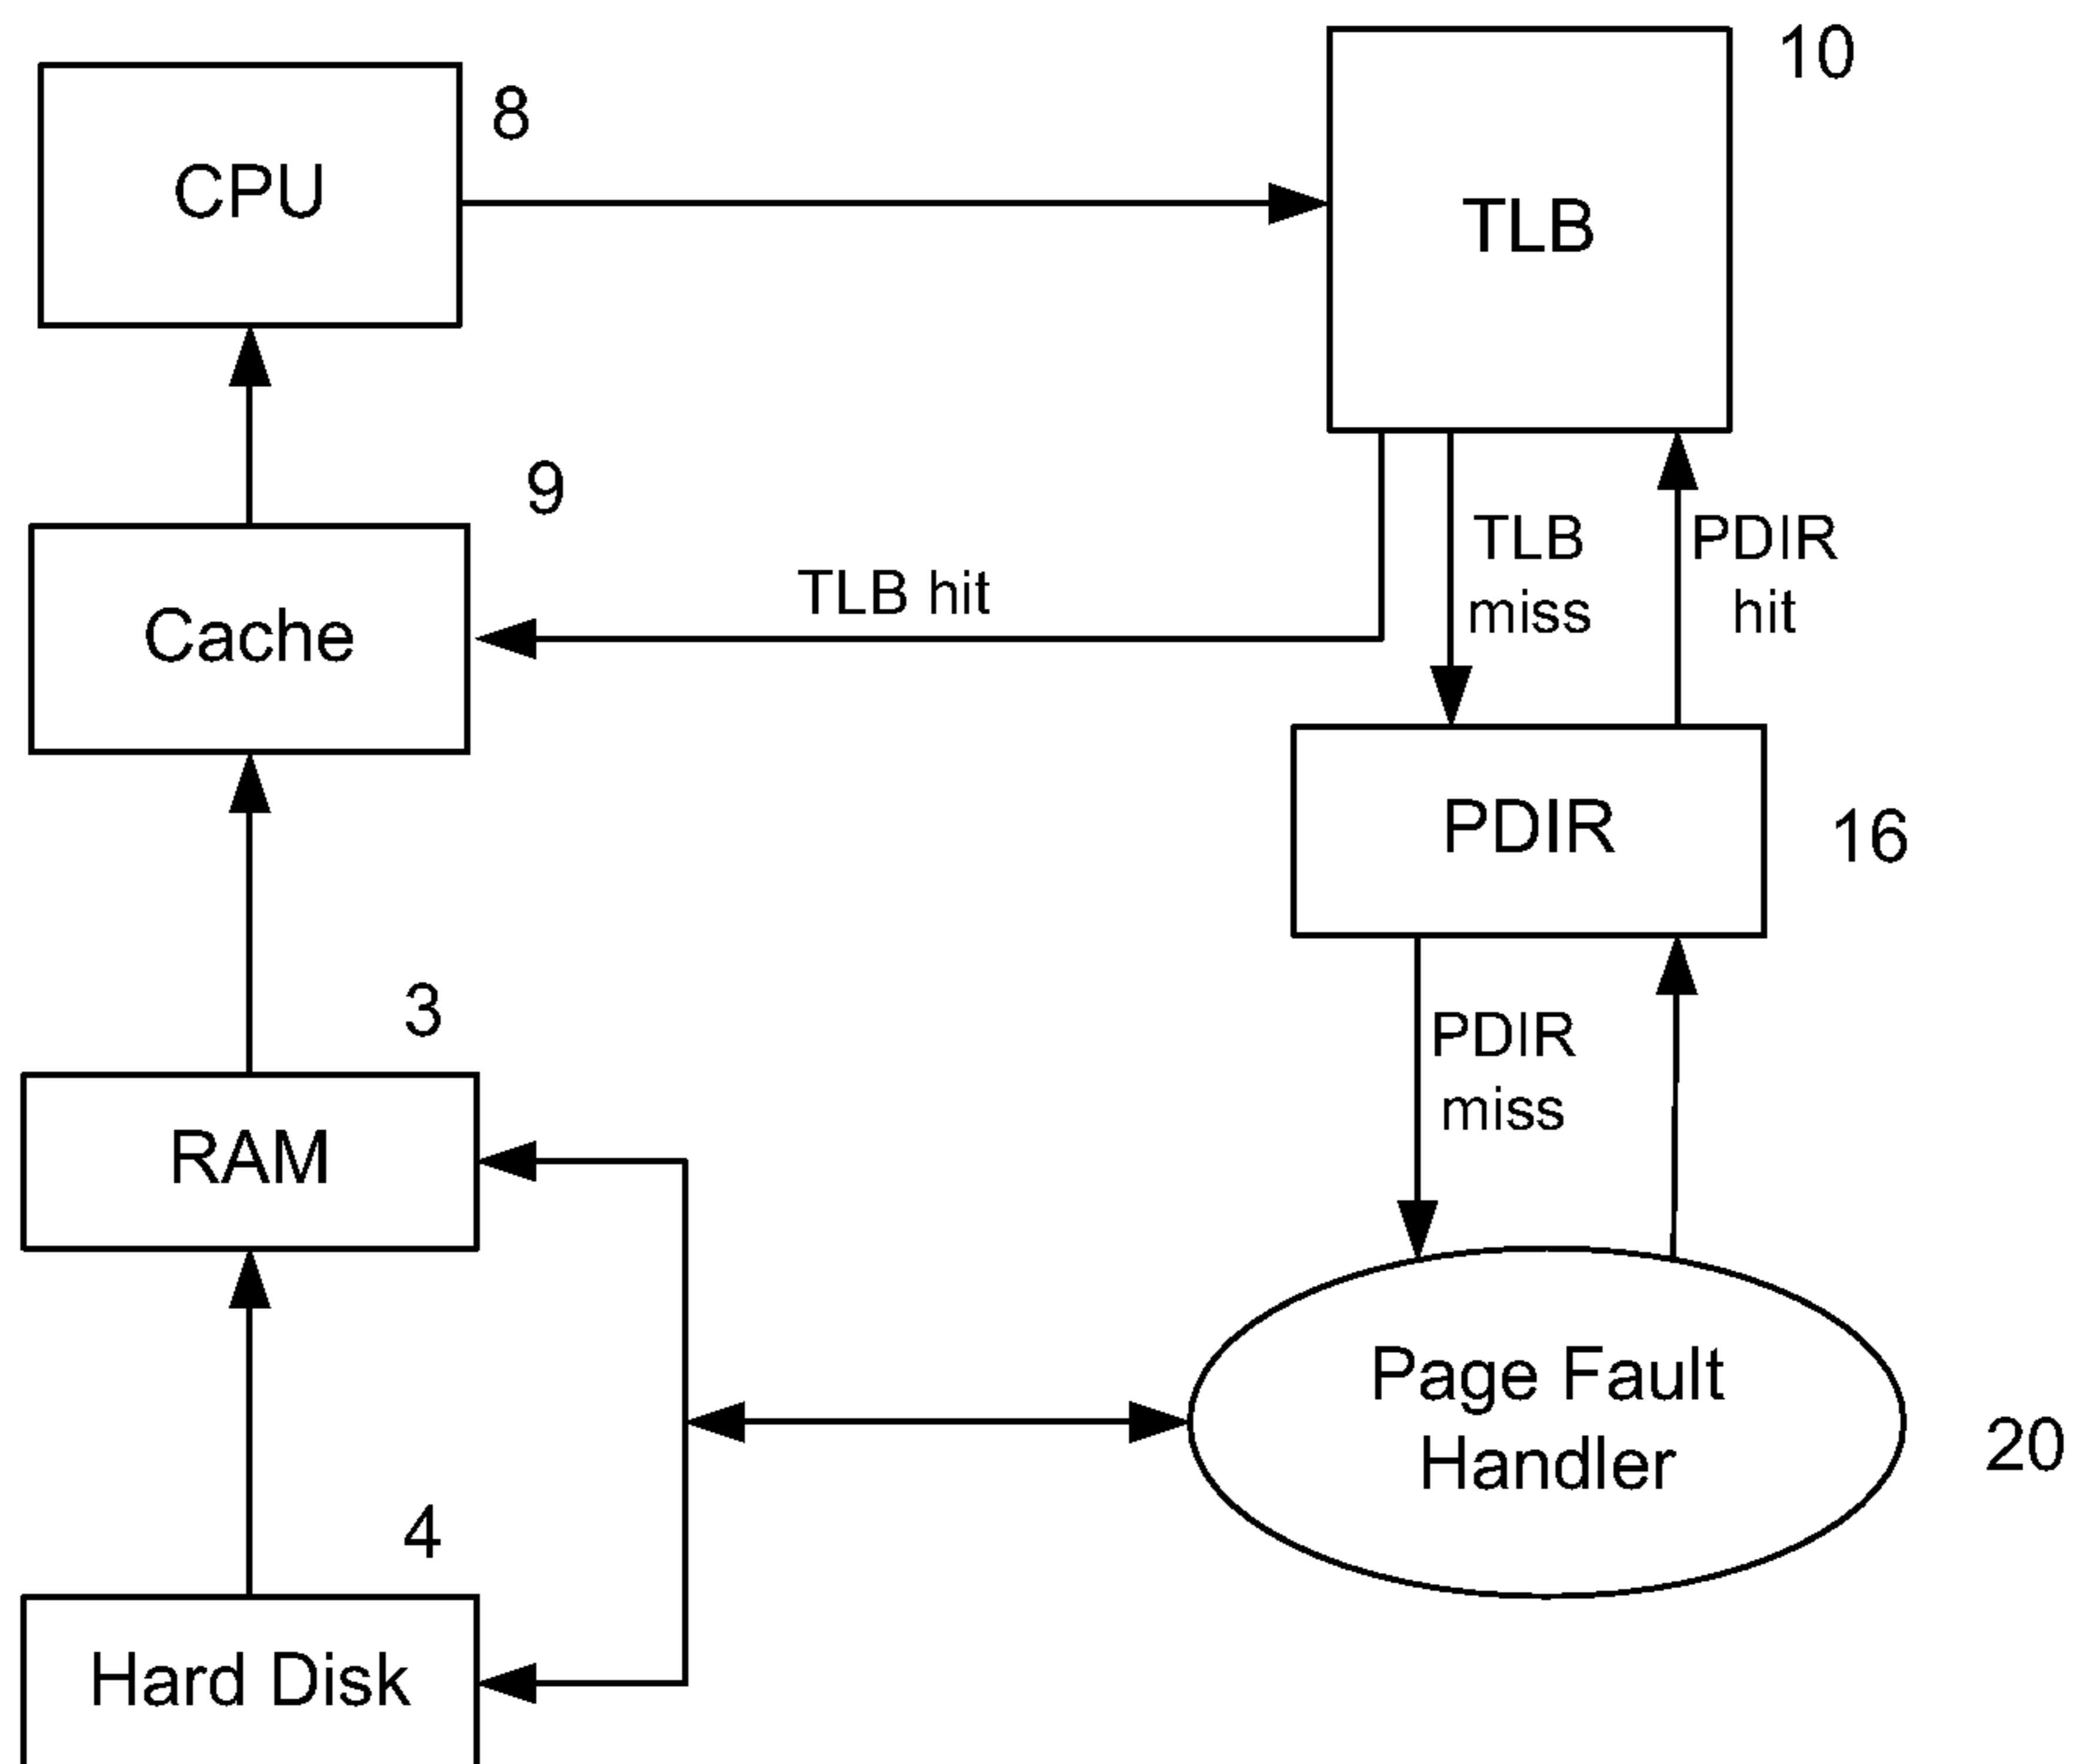 10
8
CPU
TLB
9
TLB
miss
PDIR
hit
TLB hit
Cache
PDIR
16
3
PDIR
miss
RAM
Page Fault
Handler
20
4
Hard Disk